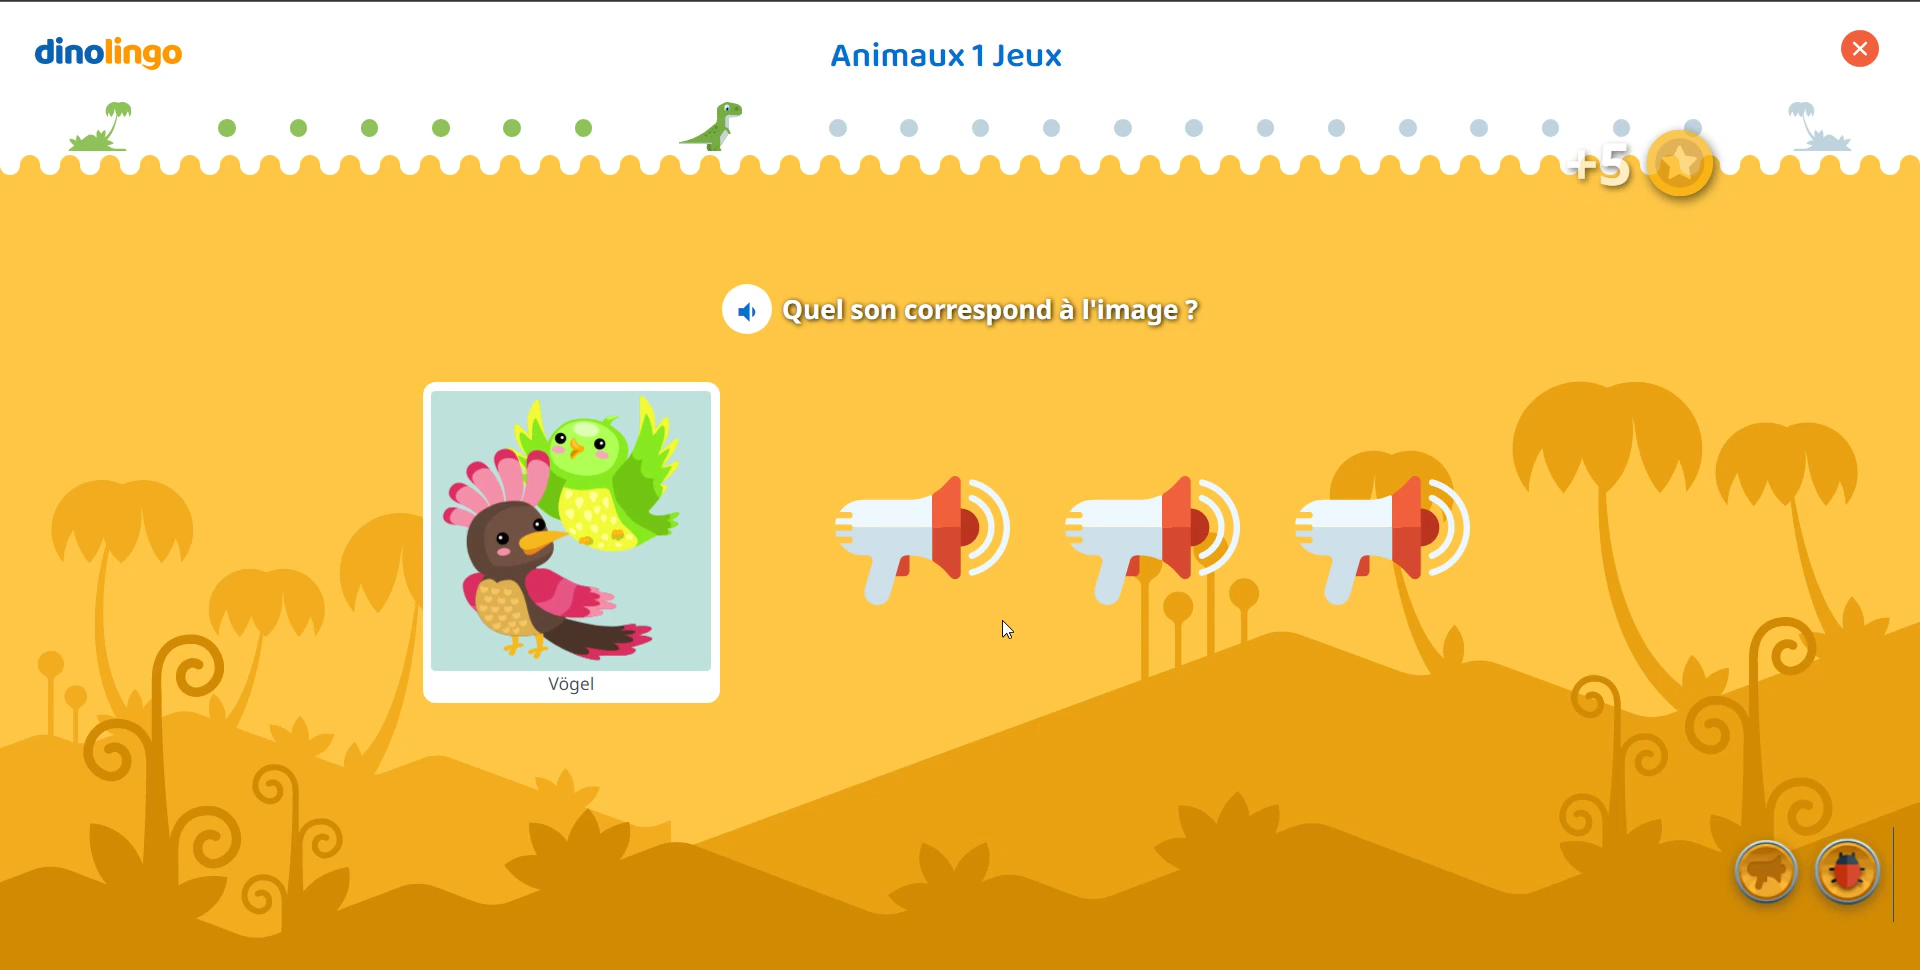 dinolingo
Animaux 1 Jeux
+5
Quel son correspond à l'image ?
Vögel